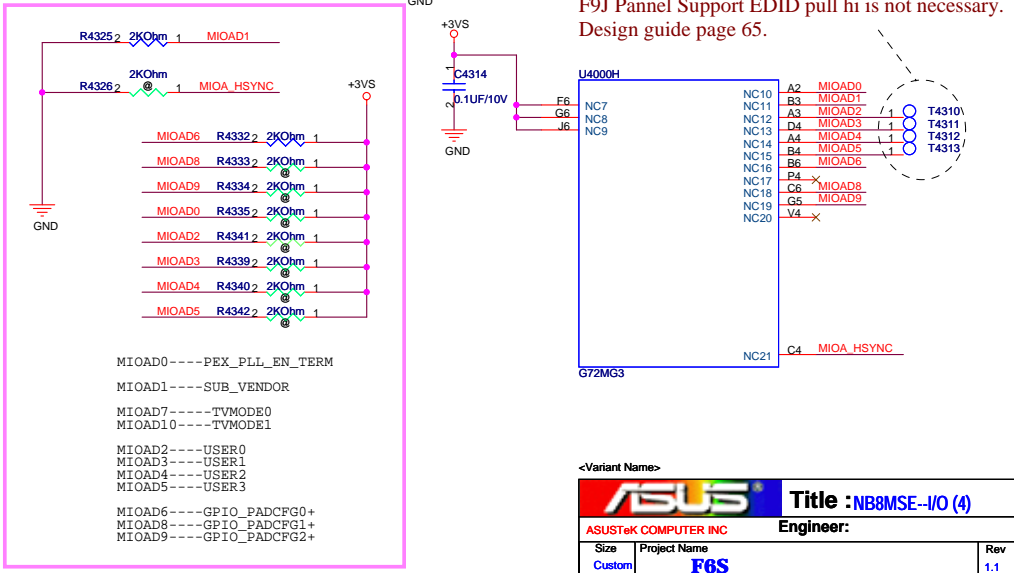 GND
F9J Pannel Support EDID pull hi is not necessary.
Design guide page 65.
R4325 2 2KOhm 1 MIOAD1
R4326 2 2KOhm @ 1 MIOA_HSYNC
GND
+3VS
MIOAD6 R4332 2 2KOhm 1
MIOAD8 R4333 2 2KOhm 1
@
MIOAD9 R4334 2 2KOhm 1
@
MIOAD0 R4335 2 2KOhm 1
@
MIOAD2 R4341 2 2KOhm 1
@
MIOAD3 R4339 2 2KOhm 1
@
MIOAD4 R4340 2 2KOhm 1
@
MIOAD5 R4342 2 2KOhm 1
@
MIOAD0----PEX_PLL_EN_TERM
MIOAD1----SUB_VENDOR
MIOAD7-----TVMODE0
MIOAD10----TVMODE1
MIOAD2----USER0
MIOAD3----USER1
MIOAD4----USER2
MIOAD5----USER3
MIOAD6----GPIO_PADCFG0+
MIOAD8----GPIO_PADCFG1+
MIOAD9----GPIO_PADCFG2+
+3VS
1
C4314
0.1UF/10V
2
GND
U4000H
F6 NC7
G6 NC8
J6 NC9
NC10 A2 MIOAD0
NC11 B3 MIOAD1
NC12 A3 MIOAD2 1 T4310
NC13 D4 MIOAD3 1 T4311
NC14 A4 MIOAD4 1 T4312
NC15 B4 MIOAD5 1 T4313
NC16 B6 MIOAD6
NC17 P4
NC18 C6 MIOAD8
NC19 G5 MIOAD9
NC20 V4
NC21 C4 MIOA_HSYNC
G72MG3
<Variant Name>
ASUS® Title : NB8MSE--I/O (4)
ASUSTeK COMPUTER INC Engineer:
Size Project Name Rev
Custom F6S 1.1